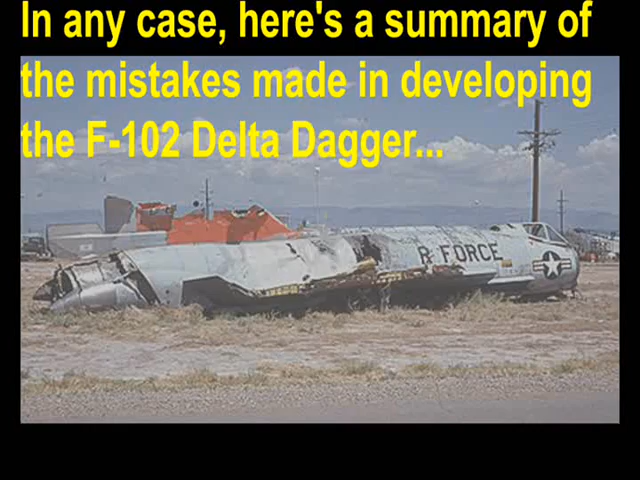 In any case, here's a summary of
the mistakes made in developing
the F-102 Delta Dagger...
R FORCE